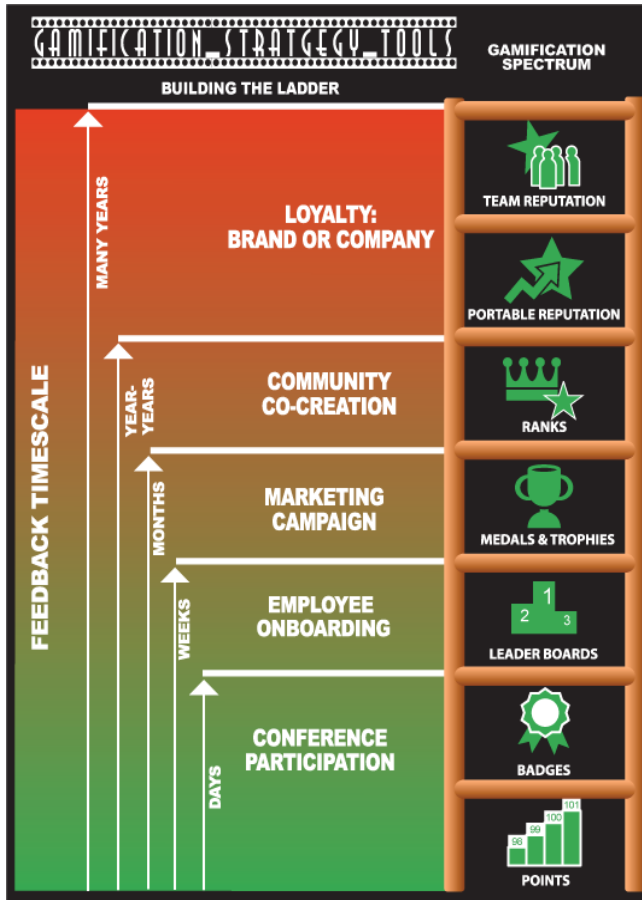 GAMIFICATION_STRATGEGY_TOOLS
BUILDING THE LADDER
GAMIFICATION
SPECTRUM
FEEDBACK TIMESCALE
MANY YEARS
YEAR-
YEARS
MONTHS
WEEKS
DAYS
LOYALTY:
BRAND OR COMPANY
COMMUNITY
CO-CREATION
MARKETING
CAMPAIGN
EMPLOYEE
ONBOARDING
CONFERENCE
PARTICIPATION
TEAM REPUTATION
PORTABLE REPUTATION
RANKS
MEDALS & TROPHIES
1
2
3
LEADER BOARDS
BADGES
98
99
100
101
POINTS